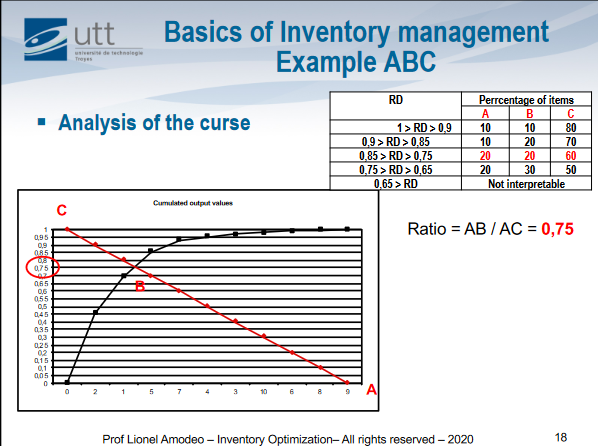 utt
université de technologie
Troyes
Basics of Inventory management
Example ABC
Analysis of the curse
RD Perrcentage of items
A B C
1 > RD > 0,9 10 10 80
0,9 > RD > 0,85 10 20 70
0,85 > RD > 0,75 20 20 60
0,75 > RD > 0,65 20 30 50
0,65 > RD Not interpretable
Ratio = AB / AC = 0,75
Cumulated output values
C
1
0,95
0,9
0,85
0,8
0,75
0,7
0,65
0,6
0,55
0,5
0,45
0,4
0,35
0,3
0,25
0,2
0,15
0,1
0,05
0
B
0 2 1 5 7 4 3 10 6 8 9
A
Prof Lionel Amodeo – Inventory Optimization– All rights reserved – 2020
18